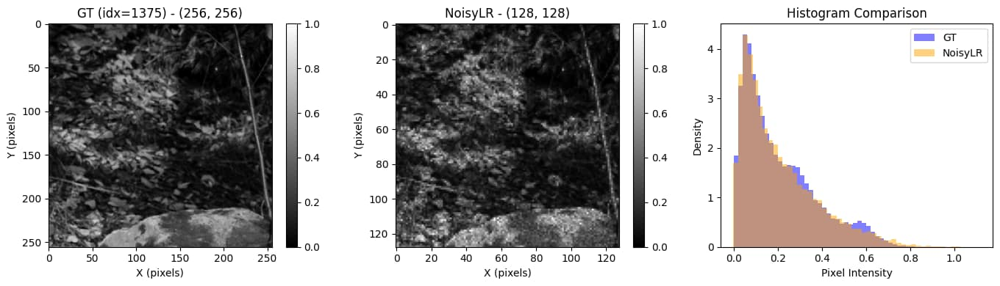 GT (idx=1375) - (256, 256)
0
50
100
150
200
250
Y (pixels)
0 50 100 150 200 250
X (pixels)
1.0
0.8
0.6
0.4
0.2
0.0
NoisyLR - (128, 128)
0
20
40
60
80
100
120
Y (pixels)
0 20 40 60 80 100 120
X (pixels)
1.0
0.8
0.6
0.4
0.2
0.0
Histogram Comparison
GT
NoisyLR
4
3
2
1
0
Density
0.0 0.2 0.4 0.6 0.8 1.0
Pixel Intensity